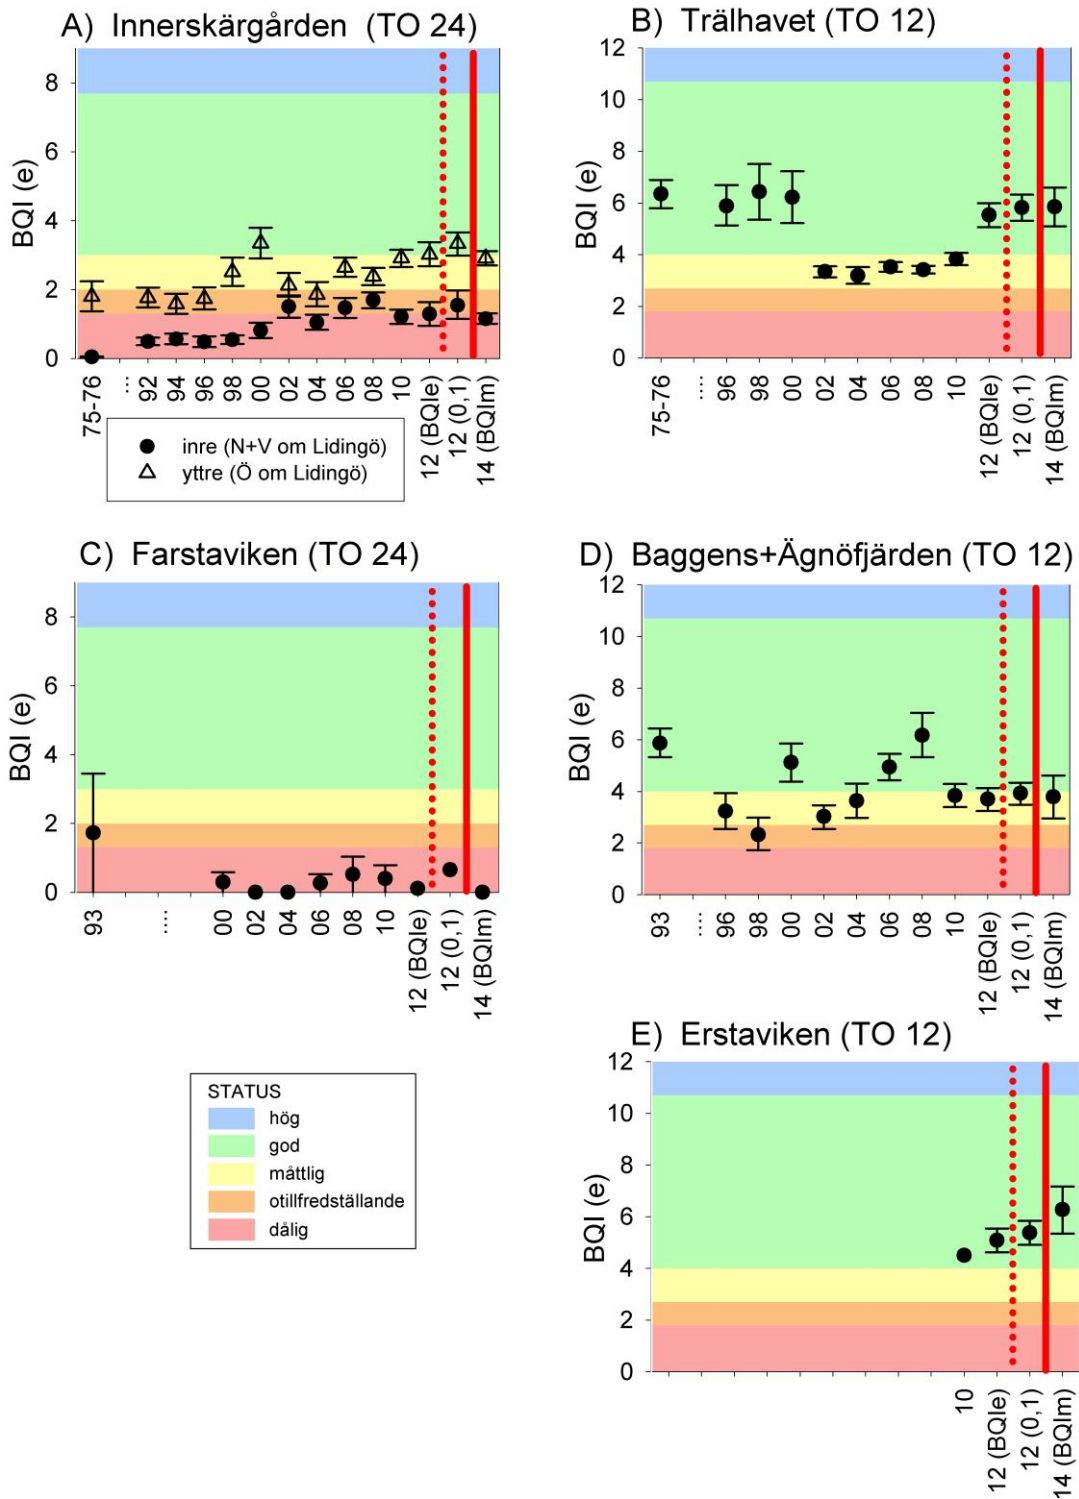 A)  Innerskärgården  (TO 24)
BQI (e)
8
6
4
2
0
75-76
...
92
94
96
98
00
02
04
06
08
10
12 (BQIe)
12 (0,1)
14 (BQIm)
inre (N+V om Lidingö)
yttre (Ö om Lidingö)
B)  Trälhavet (TO 12)
BQI (e)
12
10
8
6
4
2
0
75-76
....
96
98
00
02
04
06
08
10
12 (BQIe)
12 (0,1)
14 (BQIm)
C)  Farstaviken (TO 24)
BQI (e)
8
6
4
2
0
93
....
00
02
04
06
08
10
12 (BQIe)
12 (0,1)
14 (BQIm)
D)  Baggens+Ägnöfjärden (TO 12)
BQI (e)
12
10
8
6
4
2
0
93
....
96
98
00
02
04
06
08
10
12 (BQIe)
12 (0,1)
14 (BQIm)
E)  Erstaviken (TO 12)
BQI (e)
12
10
8
6
4
2
0
10
12 (BQIe)
12 (0,1)
14 (BQIm)
STATUS
hög
god
måttlig
otillfredställande
dålig